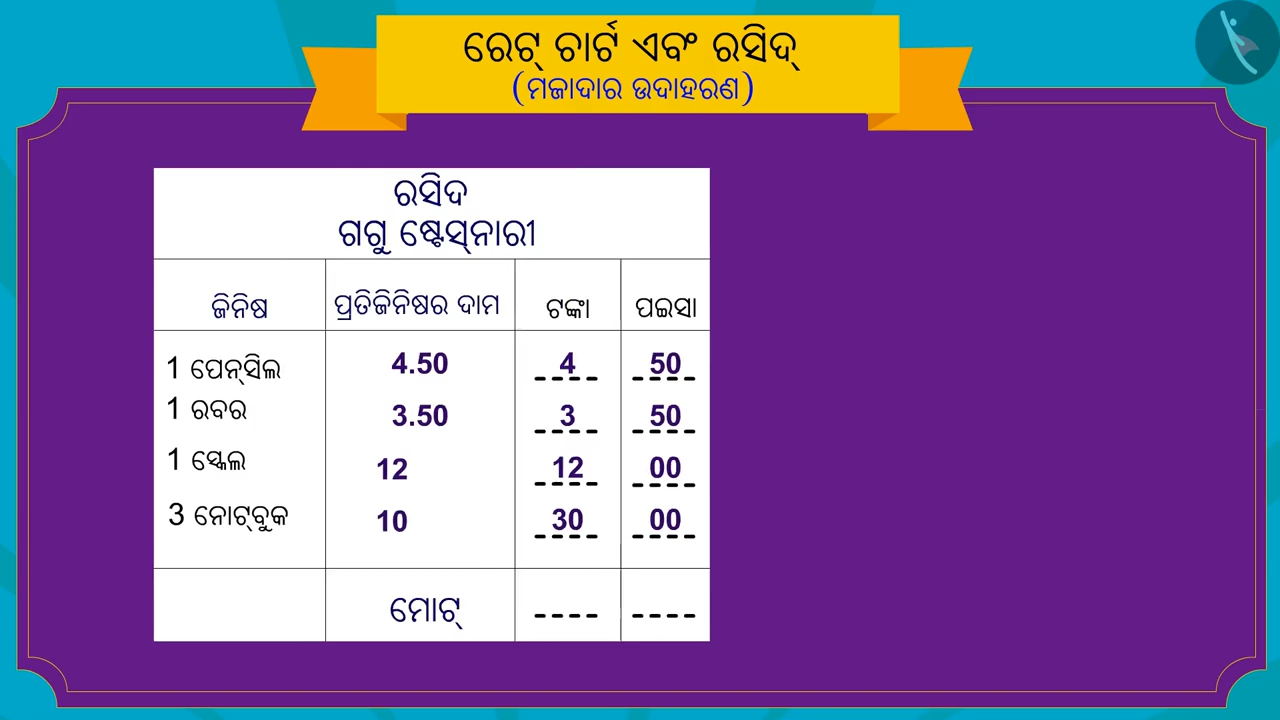 ରେଟ୍ ଚାର୍ଟ ଏବଂ ରସିଦ୍
(ମଜାଦାର ଉଦାହରଣ)
ରସିଦ
ଗଗୁ ଷ୍ଟେସ୍‌ନାରୀ
ଜିନିଷ ପ୍ରତିଜିନିଷର ଦାମ ଟଙ୍କା ପଇସା
1 ପେନ୍‌ସିଲ 4.50 4 50
1 ରବର 3.50 3 50
1 ସ୍କେଲ 12 12 00
3 ନୋଟ୍‌ବୁକ 10 30 00
ମୋଟ୍ ---- ----